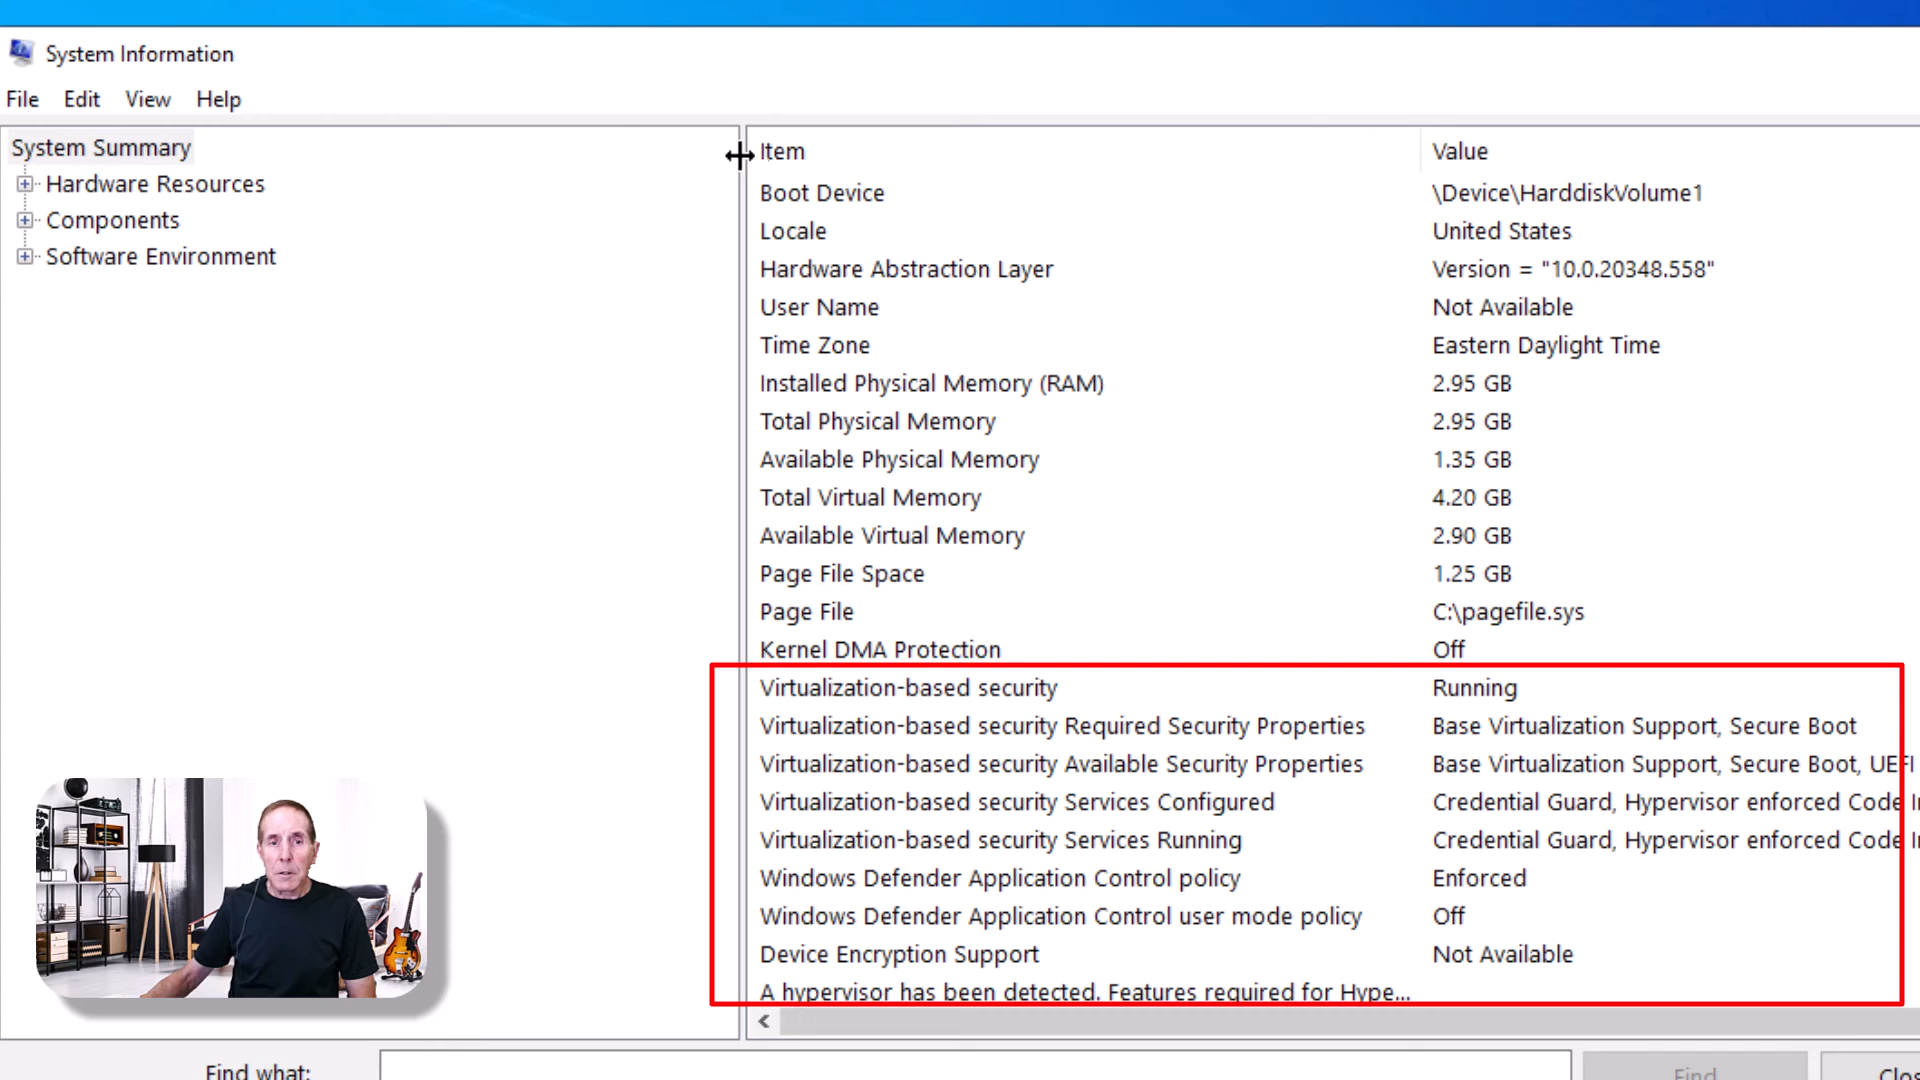 System Information
File Edit View Help
System Summary
Hardware Resources
Components
Software Environment
Item Value
Boot Device \Device\HarddiskVolume1
Locale United States
Hardware Abstraction Layer Version = "10.0.20348.558"
User Name Not Available
Time Zone Eastern Daylight Time
Installed Physical Memory (RAM) 2.95 GB
Total Physical Memory 2.95 GB
Available Physical Memory 1.35 GB
Total Virtual Memory 4.20 GB
Available Virtual Memory 2.90 GB
Page File Space 1.25 GB
Page File C:\pagefile.sys
Kernel DMA Protection Off
Virtualization-based security Running
Virtualization-based security Required Security Properties Base Virtualization Support, Secure Boot
Virtualization-based security Available Security Properties Base Virtualization Support, Secure Boot, UEFI
Virtualization-based security Services Configured Credential Guard, Hypervisor enforced Code
Virtualization-based security Services Running Credential Guard, Hypervisor enforced Code
Windows Defender Application Control policy Enforced
Windows Defender Application Control user mode policy Off
Device Encryption Support Not Available
A hypervisor has been detected. Features required for Hype...
Find what: Find